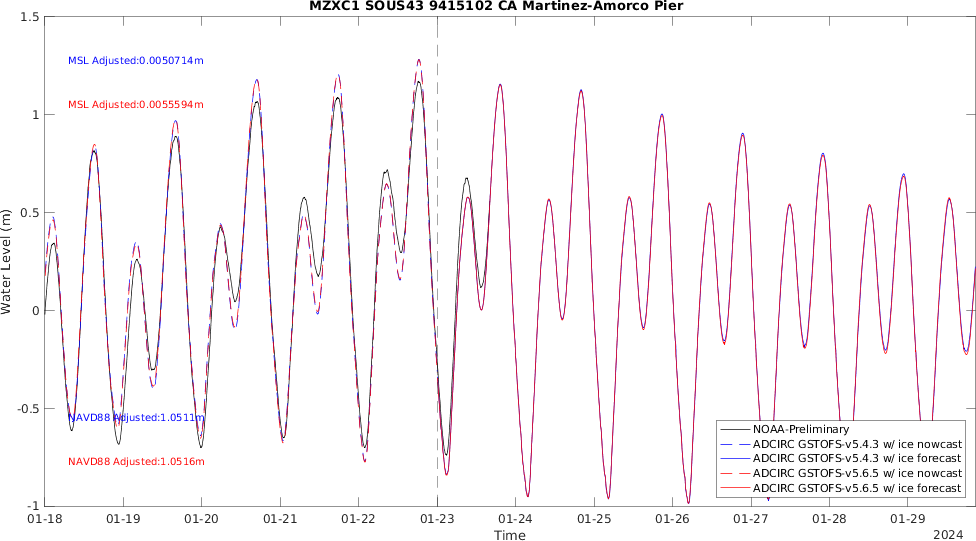 MZXC1 SOUS43 9415102 CA Martinez-Amorco Pier
1.5
1
0.5
0
-0.5
-1
Water Level (m)
MSL Adjusted:0.0050714m
MSL Adjusted:0.0055594m
NAVD88 Adjusted:1.0511m
NAVD88 Adjusted:1.0516m
NOAA-Preliminary
ADCIRC GSTOFS-v5.4.3 w/ ice nowcast
ADCIRC GSTOFS-v5.4.3 w/ ice forecast
ADCIRC GSTOFS-v5.6.5 w/ ice nowcast
ADCIRC GSTOFS-v5.6.5 w/ ice forecast
01-18 01-19 01-20 01-21 01-22 01-23 01-24 01-25 01-26 01-27 01-28 01-29
Time
2024